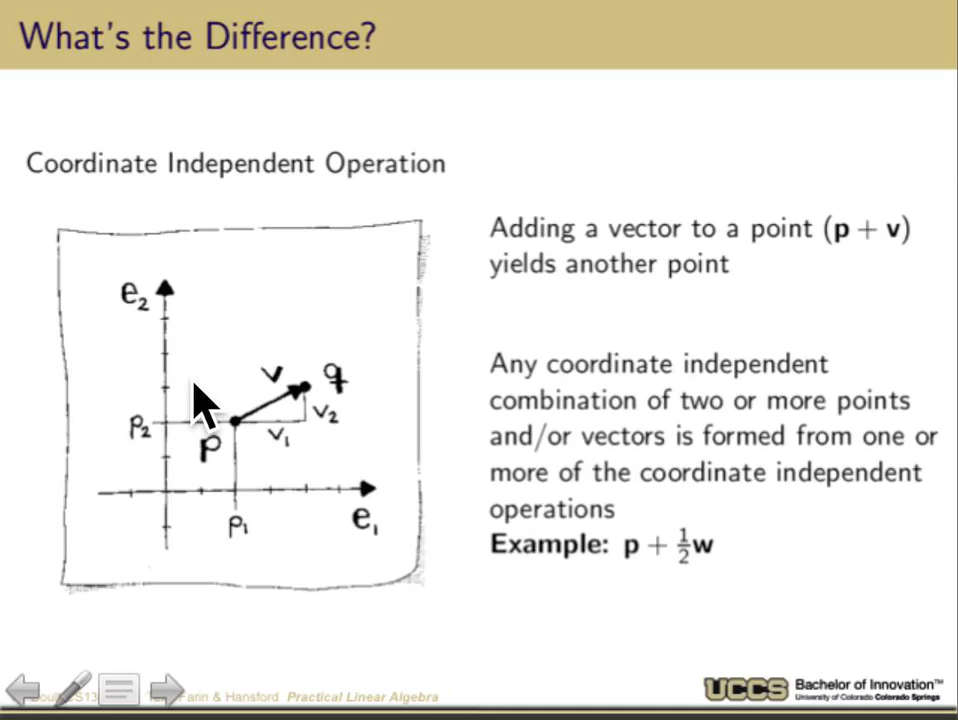 What's the Difference?
Coordinate Independent Operation
Adding a vector to a point (p + v)
yields another point
Any coordinate independent
combination of two or more points
and/or vectors is formed from one or
more of the coordinate independent
operations
Example: p + ½w
e₂
v
q
p₂
v₂
p
v₁
p₁
e₁
Farin & Hansford Practical Linear Algebra
UCCS
Bachelor of Innovation™
University of Colorado Colorado Springs